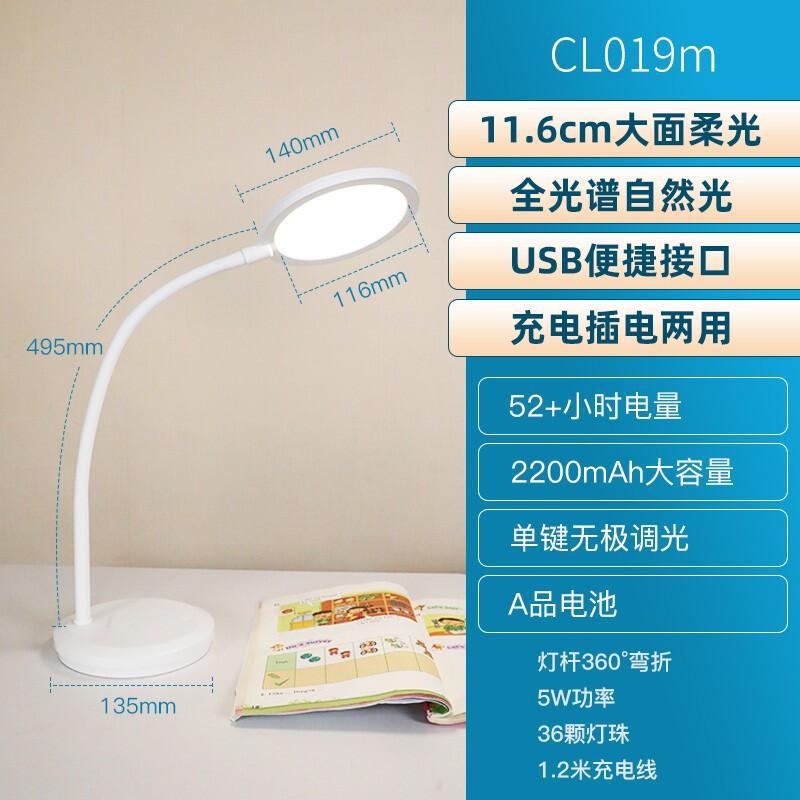 CL019m
11.6cm大面柔光
全光谱自然光
USB便捷接口
充电插电两用
52+小时电量
2200mAh大容量
单键无极调光
A品电池
灯杆360°弯折
5W功率
36颗灯珠
1.2米充电线
140mm
116mm
495mm
135mm